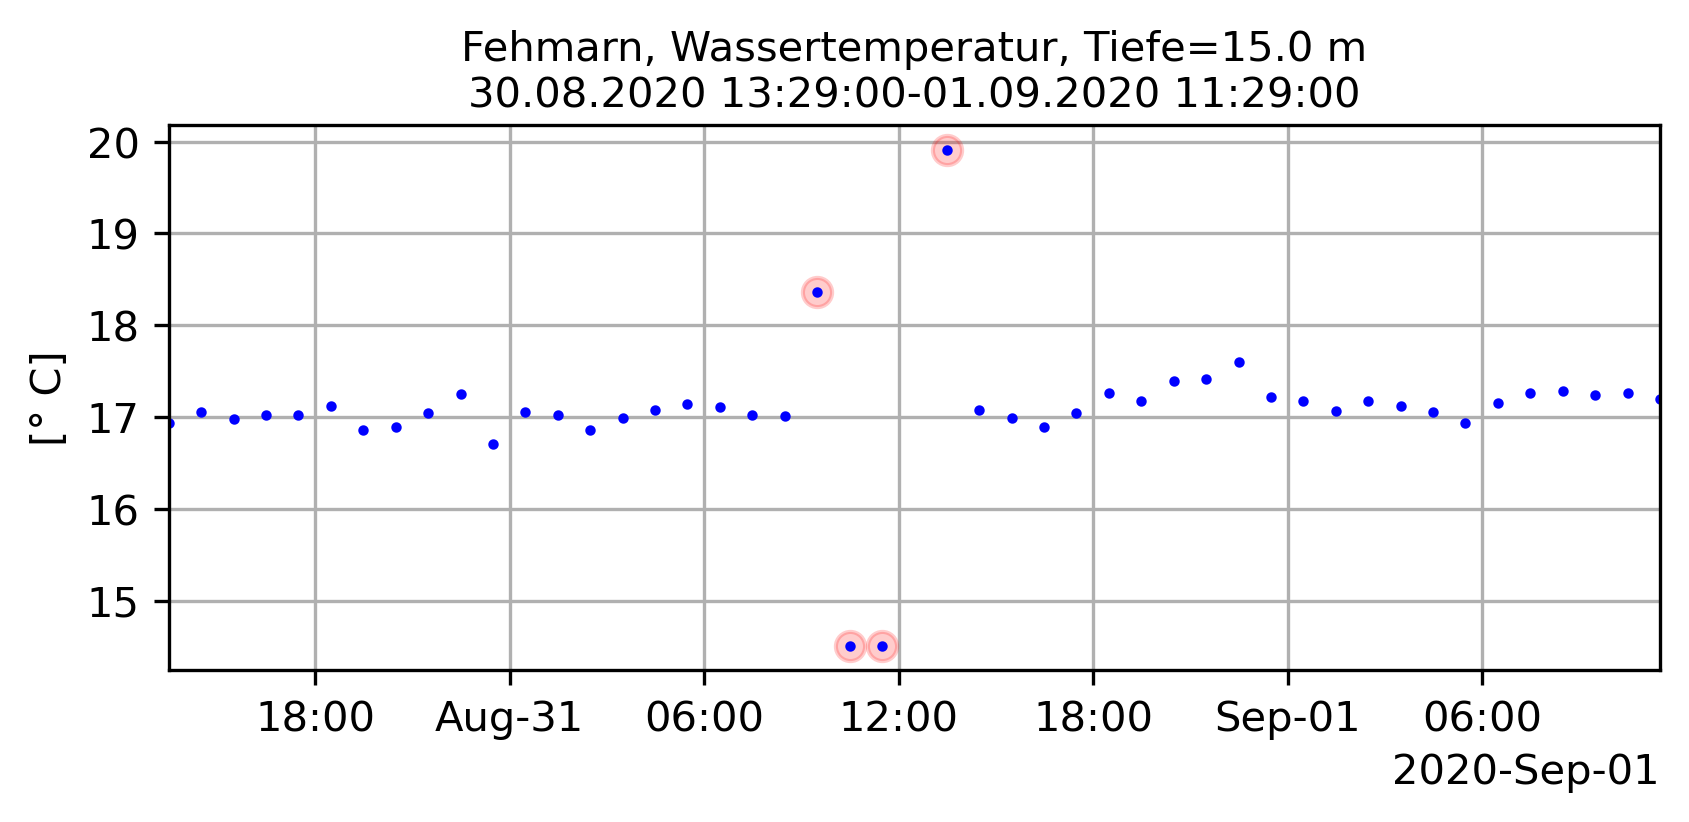 Fehmarn, Wassertemperatur, Tiefe=15.0 m
30.08.2020 13:29:00-01.09.2020 11:29:00
20
19
18
17
16
15
[° C]
18:00 Aug-31 06:00 12:00 18:00 Sep-01 06:00
2020-Sep-01